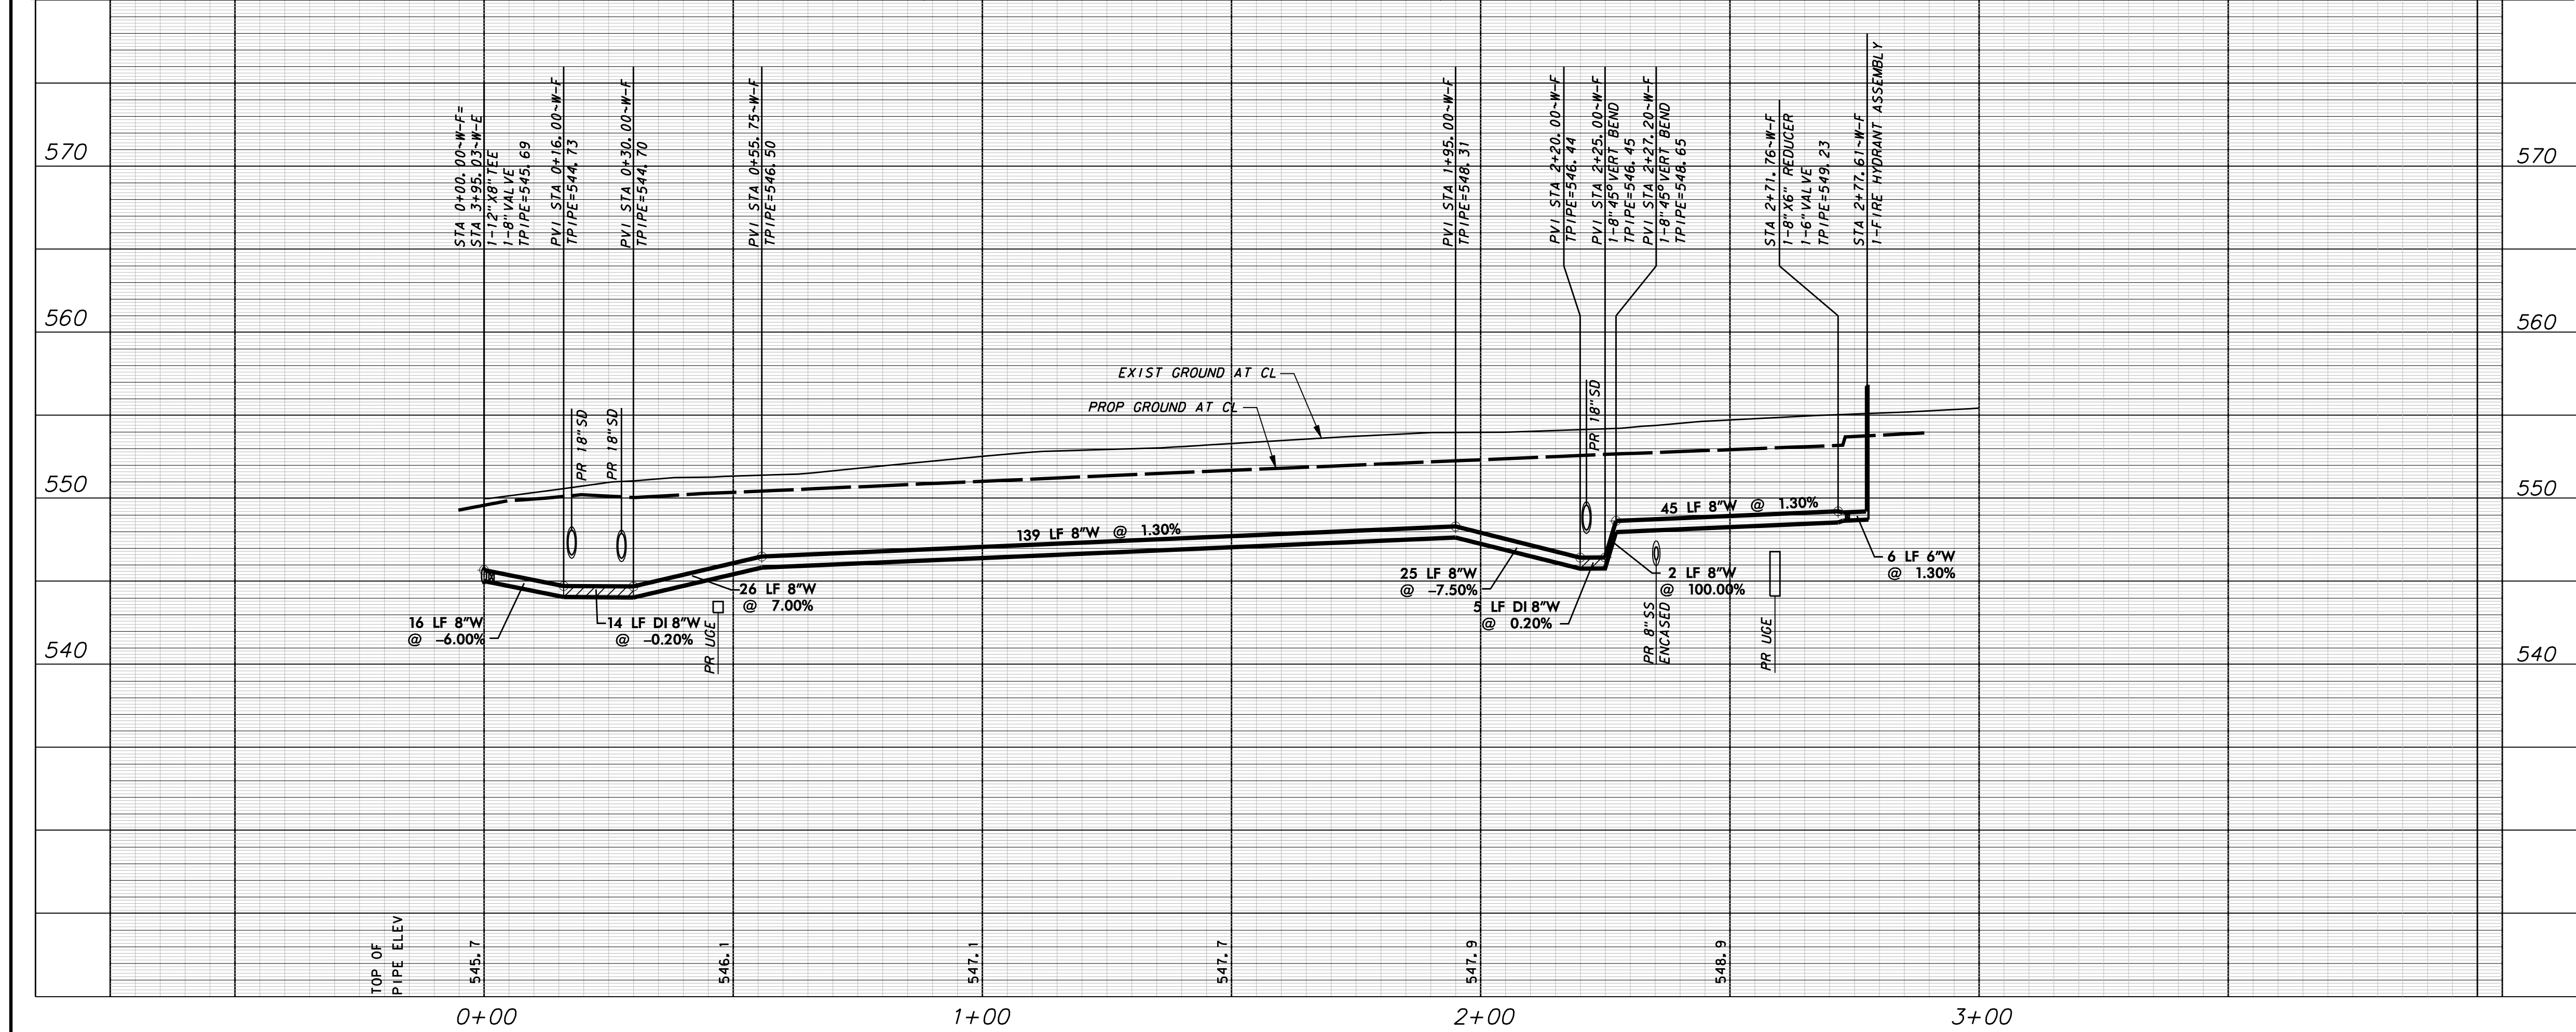 STA 0+00.00~W-F=
STA 3+95.03~W-E
1-12"X8" TEE
1-8" VALVE
TPIPE=545.69
PVI STA 0+16.00~W-F
TPIPE=544.73
PVI STA 0+30.00~W-F
TPIPE=544.70
PVI STA 0+55.75~W-F
TPIPE=546.50
PVI STA 1+95.00~W-F
TPIPE=548.31
PVI STA 2+20.00~W-F
TPIPE=546.44
PVI STA 2+25.00~W-F
1-8" 45° VERT BEND
TPIPE=546.45
PVI STA 2+27.20~W-F
1-8" 45° VERT BEND
TPIPE=548.65
STA 2+71.76~W-F
1-8"X6" REDUCER
1-6" VALVE
TPIPE=549.23
STA 2+77.61~W-F
1-FIRE HYDRANT ASSEMBLY
570
570
560
560
EXIST GROUND AT CL
PROP GROUND AT CL
PR 18" SD
PR 18" SD
PR 18" SD
550
550
139 LF 8"W @ 1.30%
45 LF 8"W @ 1.30%
6 LF 6"W
@ 1.30%
25 LF 8"W
@ -7.50%
2 LF 8"W
@ 100.00%
26 LF 8"W
@ 7.00%
5 LF DI 8"W
@ 0.20%
16 LF 8"W
@ -6.00%
14 LF DI 8"W
@ -0.20%
PR UGE
PR 8" SS
ENCASED
PR UGE
540
540
TOP OF
PIPE ELEV
545.7
546.1
547.1
547.7
547.9
548.9
0+00
1+00
2+00
3+00